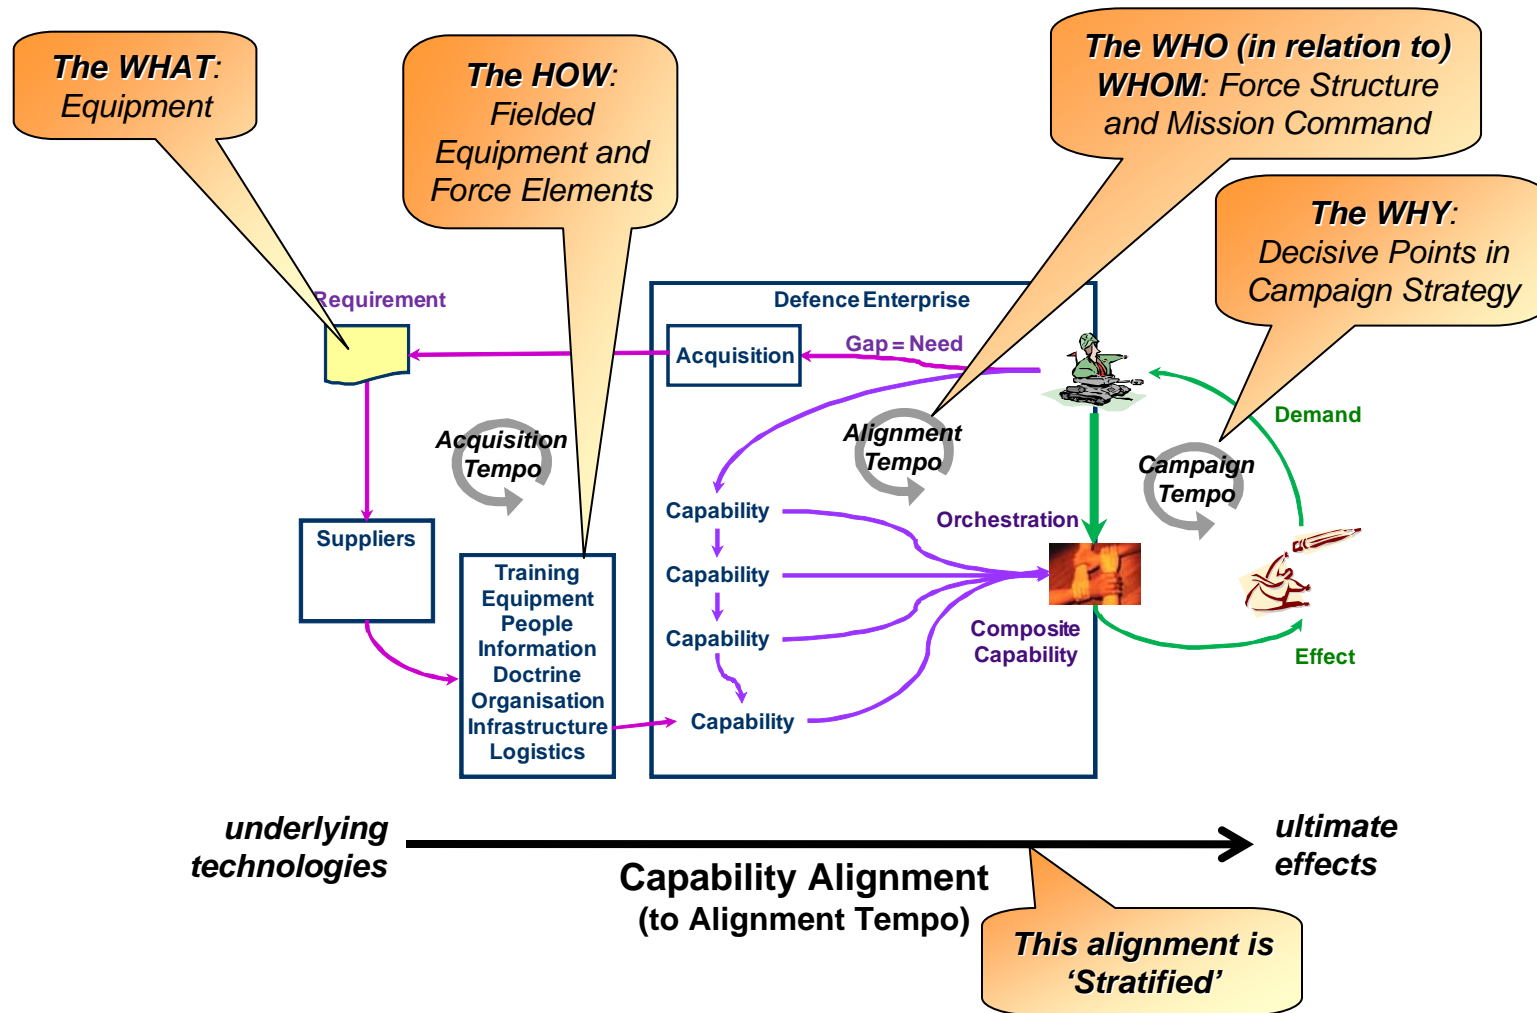 The WHAT:
Equipment
The HOW:
Fielded
Equipment and
Force Elements
The WHO (in relation to)
WHOM: Force Structure
and Mission Command
The WHY:
Decisive Points in
Campaign Strategy
Requirement
Defence Enterprise
Acquisition
Gap = Need
Demand
Acquisition
Tempo
Alignment
Tempo
Campaign
Tempo
Suppliers
Training
Equipment
People
Information
Doctrine
Organisation
Infrastructure
Logistics
Capability
Capability
Capability
Capability
Orchestration
Composite
Capability
Effect
underlying
technologies
ultimate
effects
Capability Alignment
(to Alignment Tempo)
This alignment is
‘Stratified’